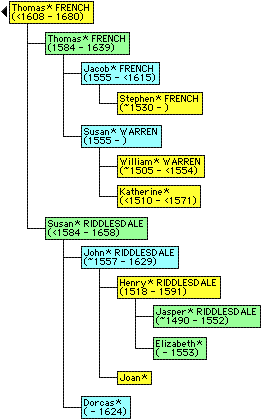 Thomas* FRENCH
(<1608 - 1680)
Thomas* FRENCH
(1584 - 1639)
Jacob* FRENCH
(1555 - <1615)
Stephen* FRENCH
(~1530 - )
Susan* WARREN
(1555 - )
William* WARREN
(~1505 - <1554)
Katherine*
(<1510 - <1571)
Susan* RIDDLESDALE
(<1584 - 1658)
John* RIDDLESDALE
(~1557 - 1629)
Henry* RIDDLESDALE
(1518 - 1591)
Jasper* RIDDLESDALE
(~1490 - 1552)
Elizabeth*
( - 1553)
Joan*
Dorcas*
( - 1624)